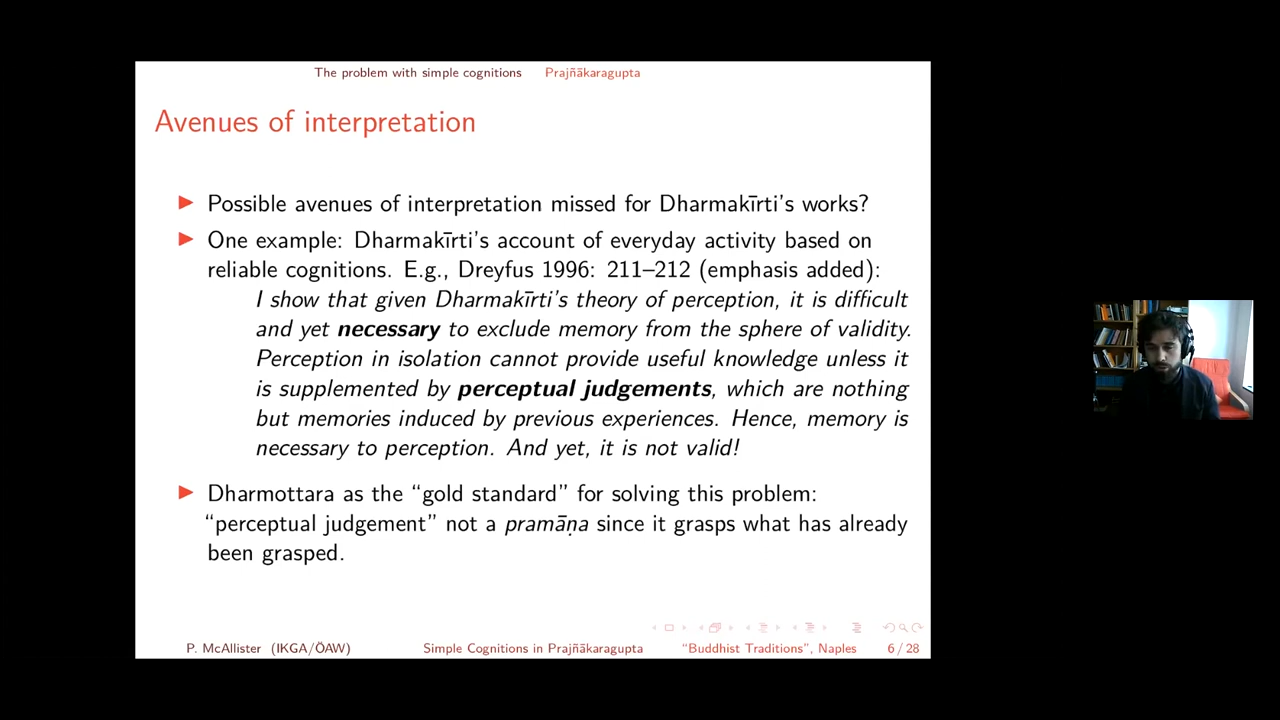 The problem with simple cognitions Prajñākaragupta
Avenues of interpretation
Possible avenues of interpretation missed for Dharmakīrti's works?
One example: Dharmakīrti's account of everyday activity based on
reliable cognitions. E.g., Dreyfus 1996: 211–212 (emphasis added):
I show that given Dharmakīrti's theory of perception, it is difficult
and yet necessary to exclude memory from the sphere of validity.
Perception in isolation cannot provide useful knowledge unless it
is supplemented by perceptual judgements, which are nothing
but memories induced by previous experiences. Hence, memory is
necessary to perception. And yet, it is not valid!
Dharmottara as the “gold standard” for solving this problem:
“perceptual judgement” not a pramāṇa since it grasps what has already
been grasped.
P. McAllister (IKGA/ÖAW) Simple Cognitions in Prajñākaragupta “Buddhist Traditions”, Naples 6 / 28